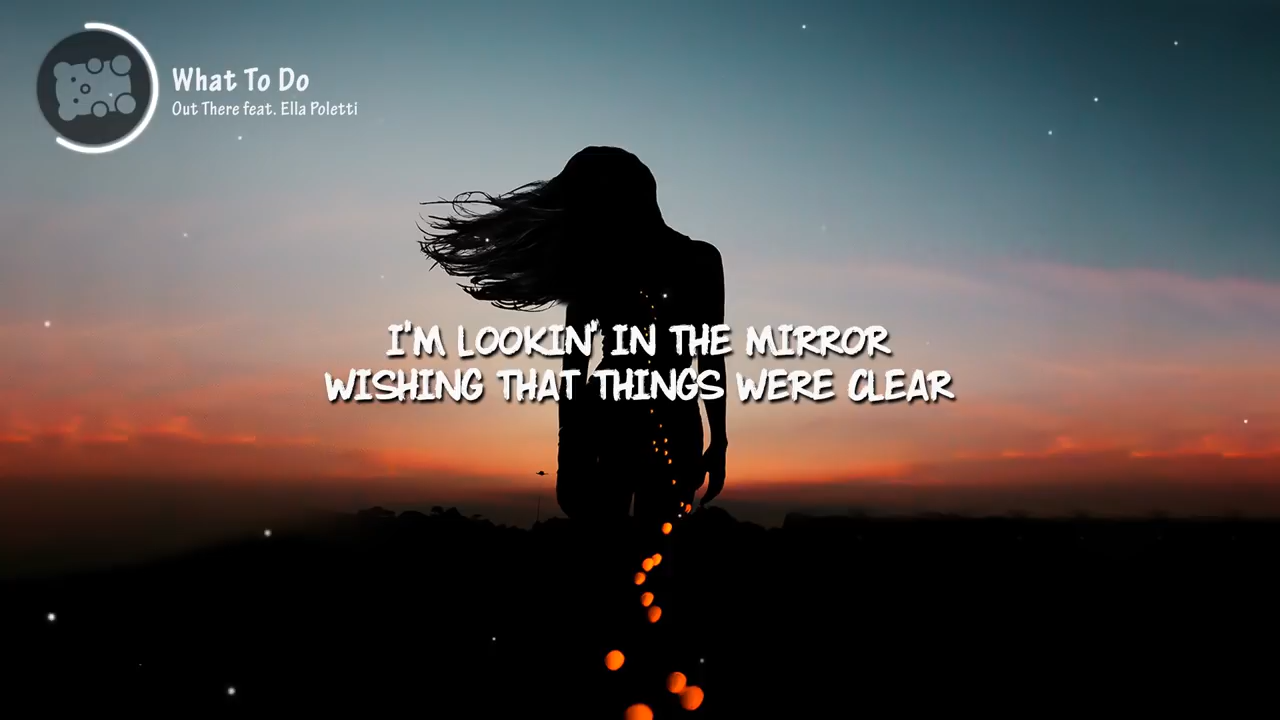 What To Do
Out There feat. Ella Poletti
I'M LOOKIN' IN THE MIRROR
WISHING THAT THINGS WERE CLEAR